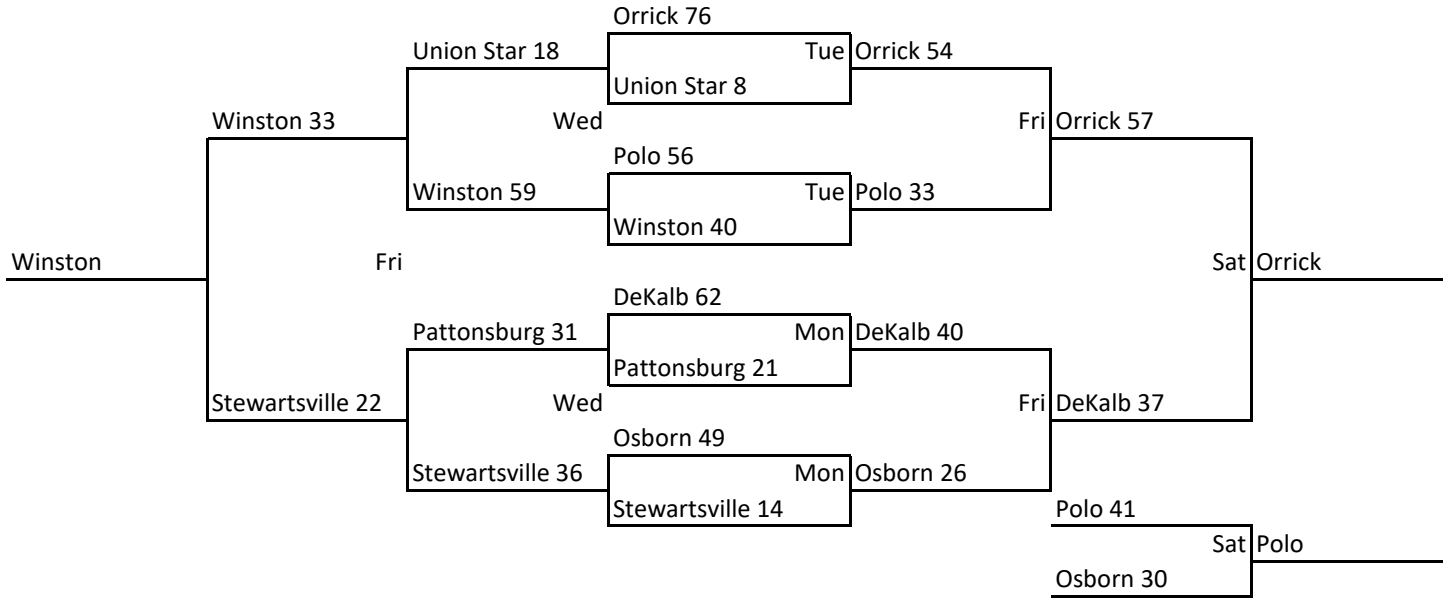 Orrick 76
Union Star 18
Tue
Orrick 54
Union Star 8
Winston 33
Wed
Fri
Orrick 57
Polo 56
Winston 59
Tue
Polo 33
Winston 40
Winston
Fri
Sat
Orrick
DeKalb 62
Pattonsburg 31
Mon
DeKalb 40
Pattonsburg 21
Stewartsville 22
Wed
Fri
DeKalb 37
Osborn 49
Stewartsville 36
Mon
Osborn 26
Stewartsville 14
Polo 41
Sat
Polo
Osborn 30